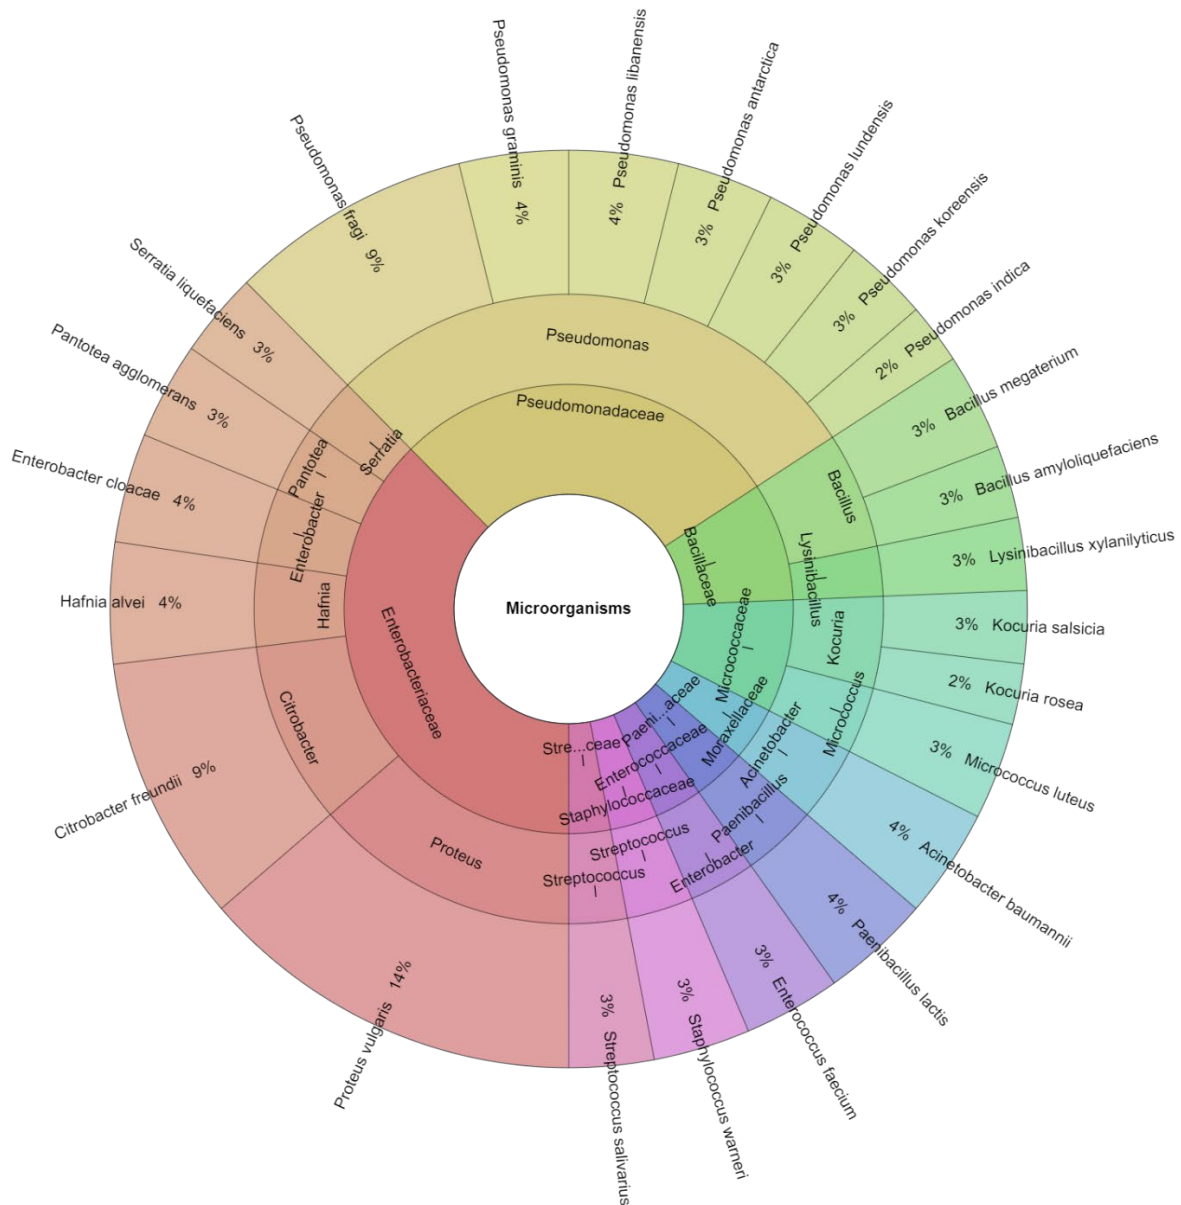 Microorganisms
Pseudomonadaceae
Pseudomonas
Pseudomonas fragi 9%
Pseudomonas graminis 4%
4% Pseudomonas libanensis
3% Pseudomonas antarctica
3% Pseudomonas lundensis
3% Pseudomonas koreensis
2% Pseudomonas indica
Bacillaceae
Bacillus
3% Bacillus megaterium
3% Bacillus amyloliquefaciens
Lysinibacillus
3% Lysinibacillus xylanilyticus
Micrococcaceae
Kocuria
3% Kocuria salsicia
2% Kocuria rosea
Micrococcus
3% Micrococcus luteus
Moraxellaceae
Acinetobacter
4% Acinetobacter baumannii
Paeni...aceae
Paenibacillus
4% Paenibacillus lactis
Enterococcaceae
Enterobacter
3% Enterococcus faecium
Staphylococcaceae
Streptococcus
3% Staphylococcus warneri
Stre...ceae
Streptococcus
3% Streptococcus salivarius
Enterobacteriaceae
Proteus
Proteus vulgaris 14%
Citrobacter
Citrobacter freundii 9%
Hafnia
Hafnia alvei 4%
Enterobacter
Enterobacter cloacae 4%
Pantotea
Pantotea agglomerans 3%
Serratia
Serratia liquefaciens 3%